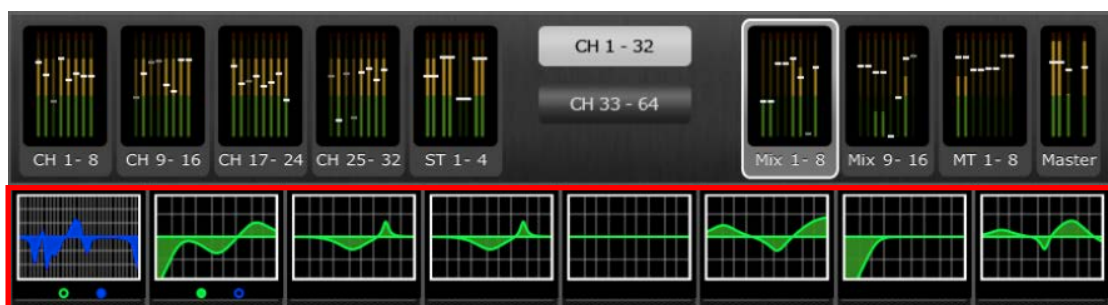 CH 1 - 32
CH 33 - 64
CH 1- 8
CH 9- 16
CH 17- 24
CH 25- 32
ST 1- 4
Mix 1- 8
Mix 9- 16
MT 1- 8
Master